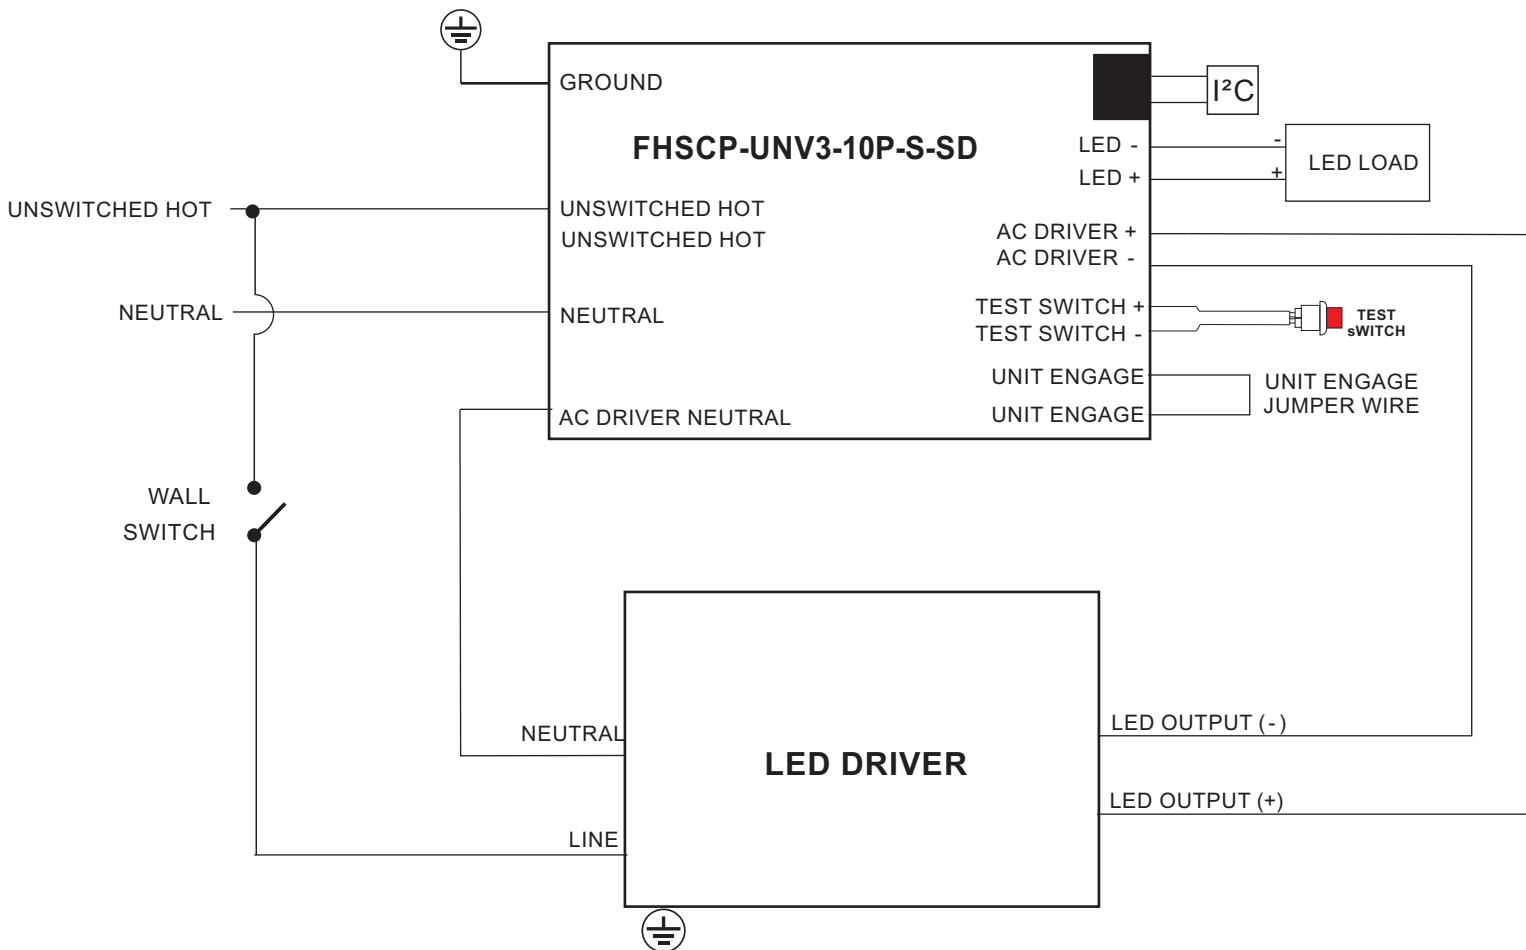 GROUND
I²C
FHSCP-UNV3-10P-S-SD
LED -
LED +
-
+
LED LOAD
UNSWITCHED HOT
UNSWITCHED HOT
UNSWITCHED HOT
AC DRIVER +
AC DRIVER -
NEUTRAL
NEUTRAL
TEST SWITCH +
TEST SWITCH -
TEST
sWITCH
UNIT ENGAGE
UNIT ENGAGE
UNIT ENGAGE
JUMPER WIRE
AC DRIVER NEUTRAL
WALL
SWITCH
NEUTRAL
LED DRIVER
LED OUTPUT (-)
LED OUTPUT (+)
LINE